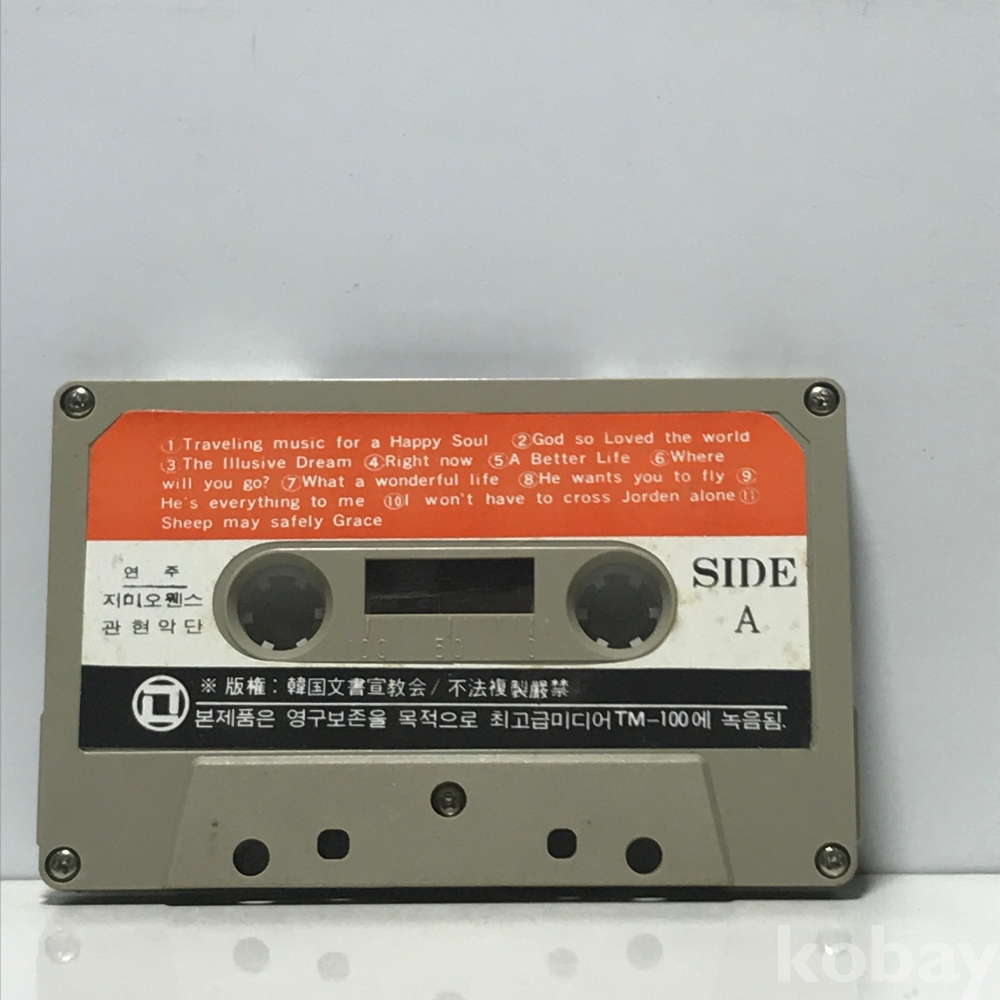 ①Traveling music for a Happy Soul ②God so Loved the world
③The Illusive Dream ④Right now ⑤A Better Life ⑥Where
will you go? ⑦What a wonderful life ⑧He wants you to fly ⑨
He's everything to me ⑩I won't have to cross Jorden alone⑪
Sheep may safely Grace
연 주
지미오웬스
관현악단
SIDE
A
100 50 0
※ 版権：韓国文書宣教会/ 不法複製嚴禁
본제품은 영구보존을 목적으로 최고급미디어TM-100에 녹음됨.
kobay